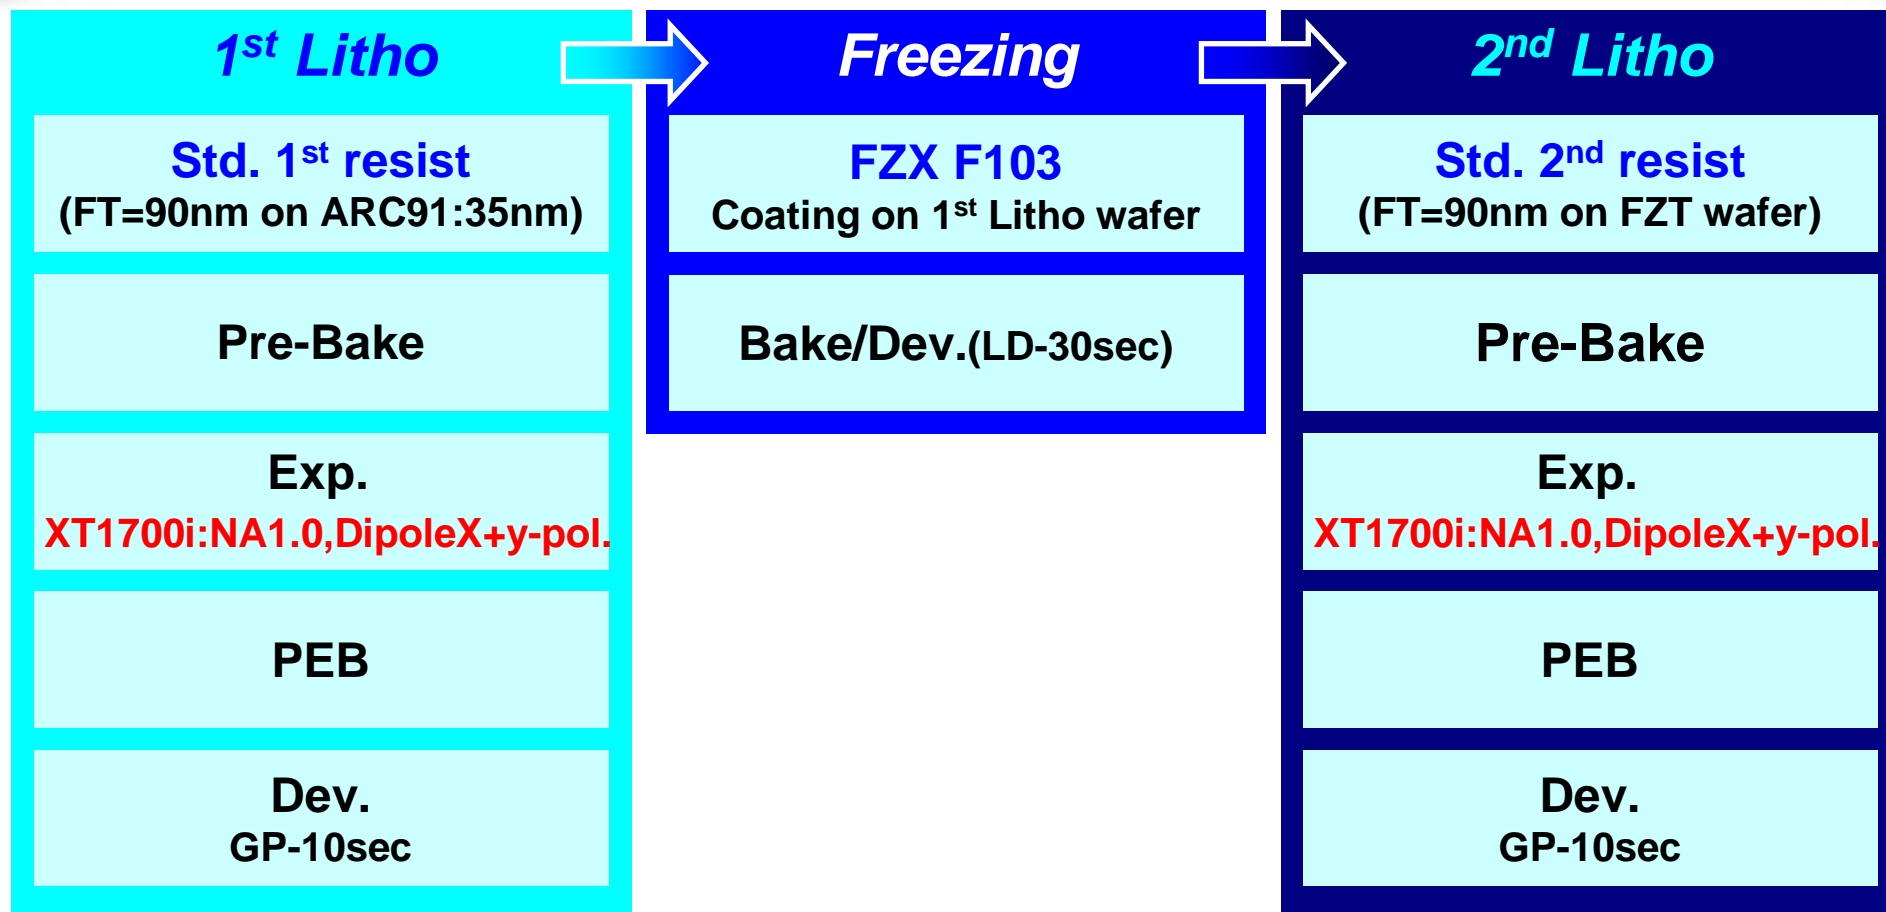 1st Litho
Std. 1st resist
(FT=90nm on ARC91:35nm)
Pre-Bake
Exp.
XT1700i:NA1.0,DipoleX+y-pol.
PEB
Dev.
GP-10sec
Freezing
FZX F103
Coating on 1st Litho wafer
Bake/Dev.(LD-30sec)
2nd Litho
Std. 2nd resist
(FT=90nm on FZT wafer)
Pre-Bake
Exp.
XT1700i:NA1.0,DipoleX+y-pol.
PEB
Dev.
GP-10sec